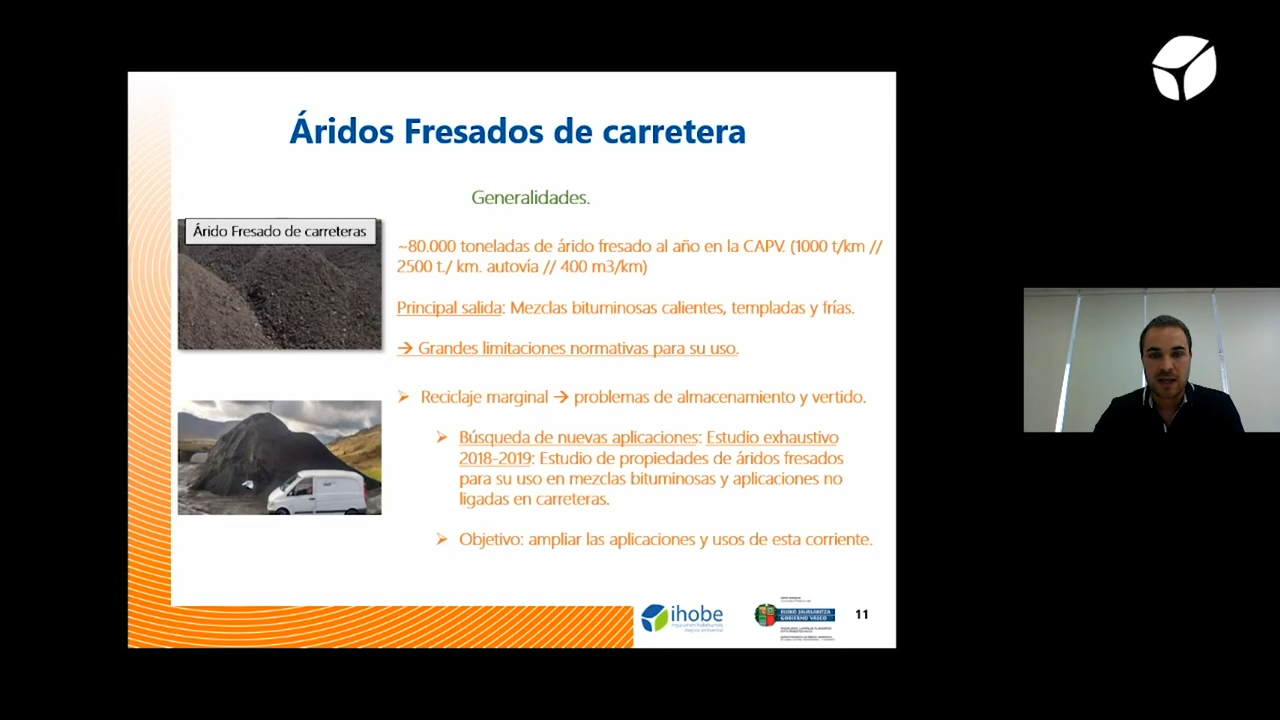 Áridos Fresados de carretera
Generalidades.
Árido Fresado de carreteras
~80.000 toneladas de árido fresado al año en la CAPV. (1000 t/km //
2500 t./ km. autovía // 400 m3/km)
Principal salida: Mezclas bituminosas calientes, templadas y frías.
→ Grandes limitaciones normativas para su uso.
➢ Reciclaje marginal → problemas de almacenamiento y vertido.
➢ Búsqueda de nuevas aplicaciones: Estudio exhaustivo
2018-2019: Estudio de propiedades de áridos fresados
para su uso en mezclas bituminosas y aplicaciones no
ligadas en carreteras.
➢ Objetivo: ampliar las aplicaciones y usos de esta corriente.
ihobe
EUSKO JAURLARITZA
GOBIERNO VASCO
11